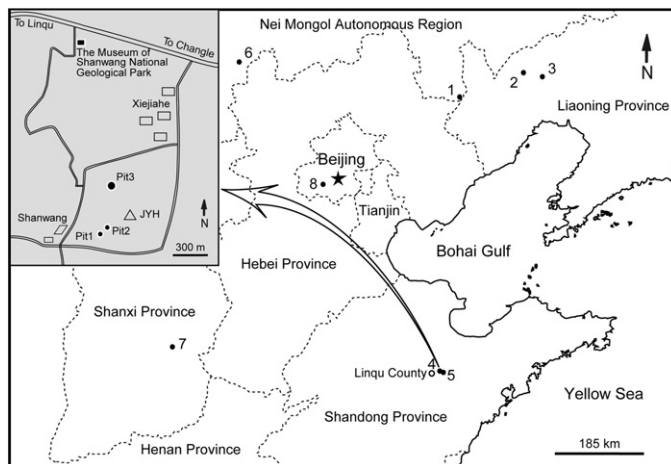 To Linqu
To Changle
The Museum of
Shanwang National
Geological Park
Xiejiahe
Pit3
Shanwang
JYH
N
Pit1
Pit2
300 m
Nei Mongol Autonomous Region
6
1
2
3
N
Liaoning Province
Beijing
8
Tianjin
Bohai Gulf
Hebei Province
Shanxi Province
7
4
Linqu County
5
Yellow Sea
Shandong Province
Henan Province
185 km